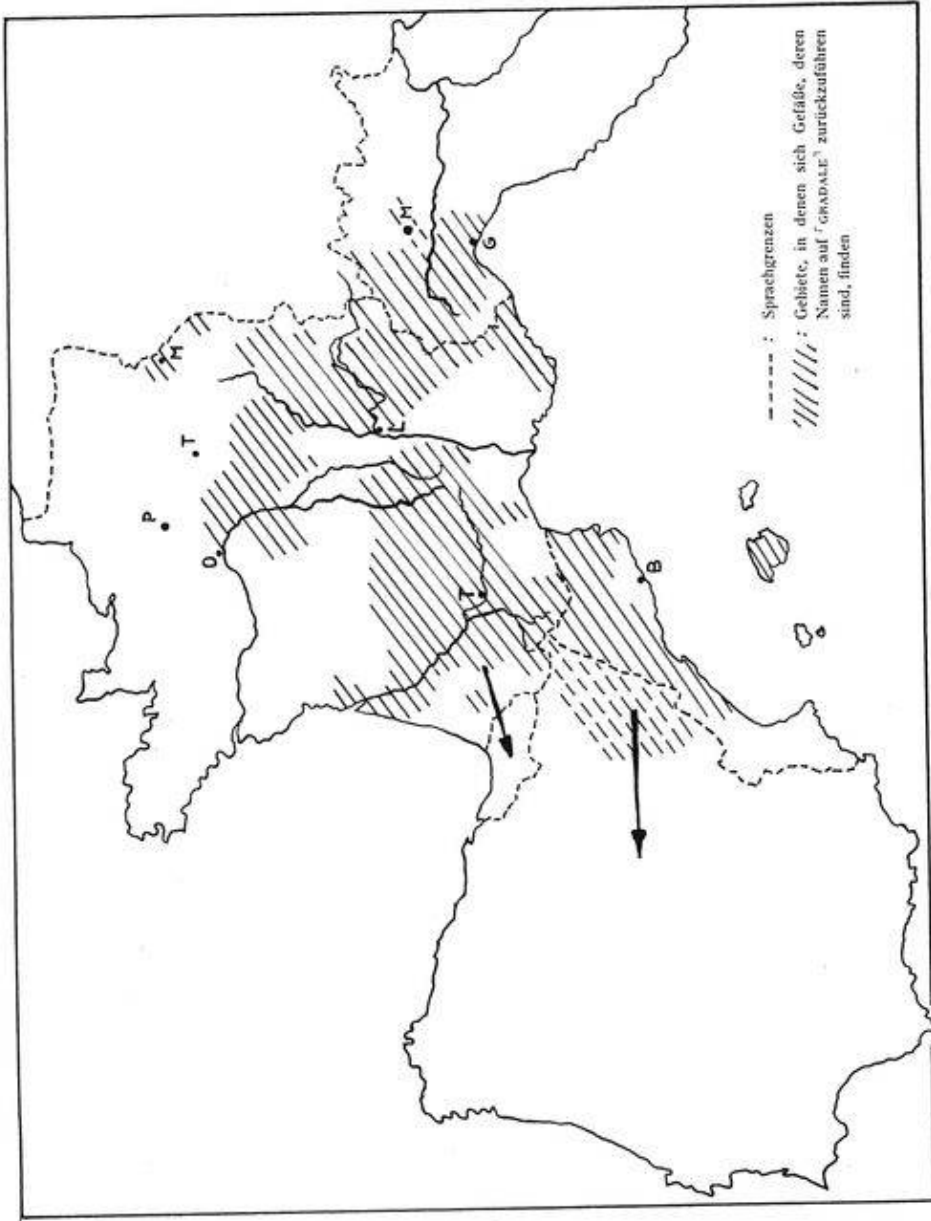 P
T
M
O
L
M
G
T
B
----- : Sprachgrenzen
: Gebiete, in denen sich Gefäße, deren
Namen auf ⌜GRADALE⌝ zurückzuführen
sind, finden